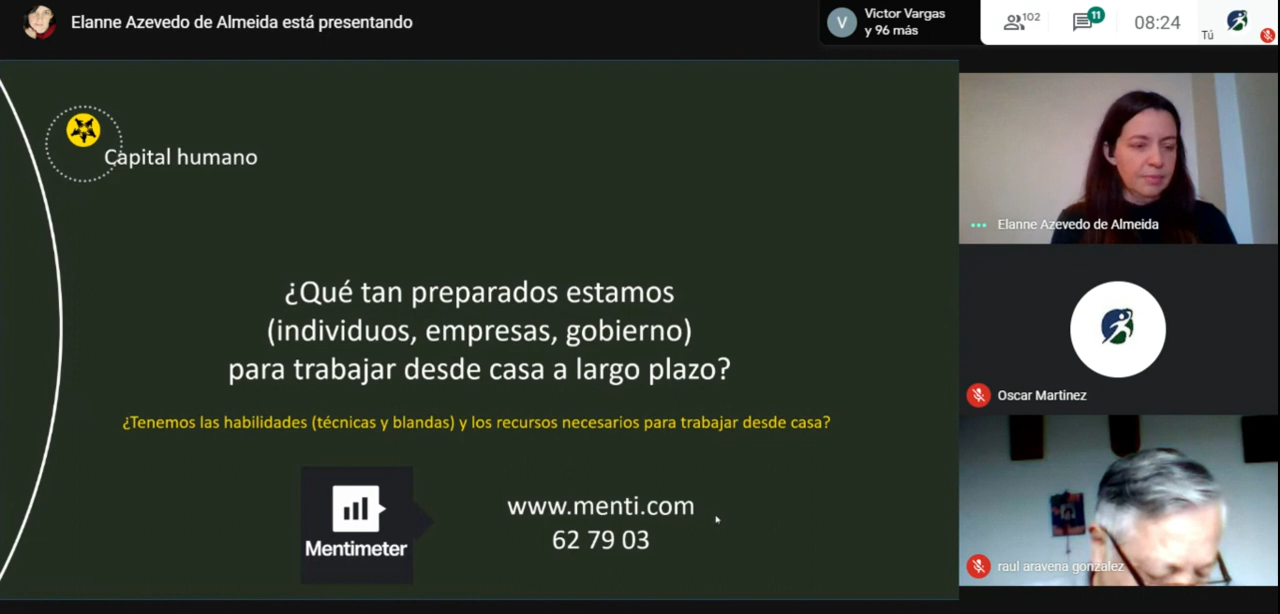 Elanne Azevedo de Almeida está presentando
V
Victor Vargas
y 96 más
102
11
08:24
Tú
Capital humano
¿Qué tan preparados estamos
(individuos, empresas, gobierno)
para trabajar desde casa a largo plazo?
¿Tenemos las habilidades (técnicas y blandas) y los recursos necesarios para trabajar desde casa?
Mentimeter
www.menti.com
62 79 03
Elanne Azevedo de Almeida
Oscar Martinez
raul aravena gonzalez